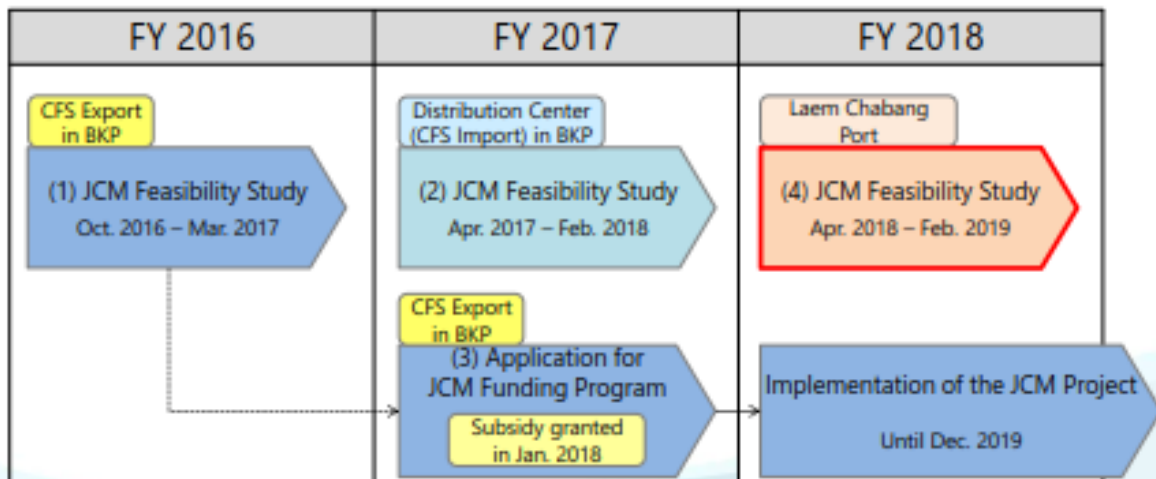 FY 2016
FY 2017
FY 2018
CFS Export
in BKP
(1) JCM Feasibility Study
Oct. 2016 – Mar. 2017
Distribution Center
(CFS Import) in BKP
(2) JCM Feasibility Study
Apr. 2017 – Feb. 2018
Laem Chabang
Port
(4) JCM Feasibility Study
Apr. 2018 – Feb. 2019
CFS Export
in BKP
(3) Application for
JCM Funding Program
Subsidy granted
in Jan. 2018
Implementation of the JCM Project
Until Dec. 2019